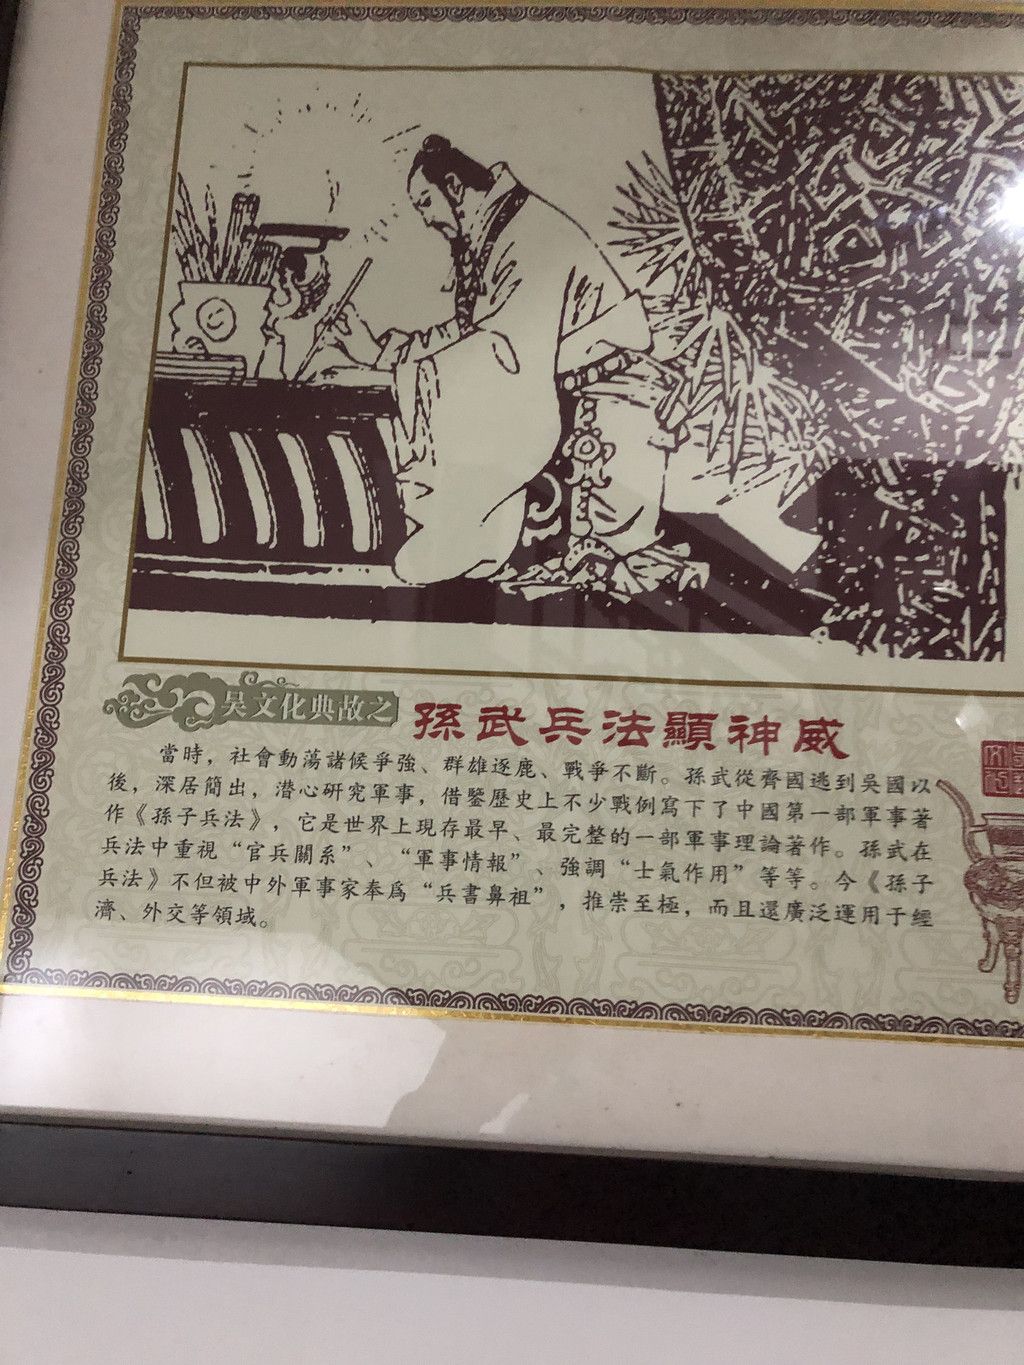 吴文化典故之
孫武兵法顯神威
當時，社會動蕩諸候爭強、群雄逐鹿、戰爭不斷。孫武從齊國逃到吳國以
後，深居簡出，潛心研究軍事，借鑒歷史上不少戰例寫下了中國第一部軍事著
作《孫子兵法》，它是世界上現存最早、最完整的一部軍事理論著作。孫武在
兵法中重視“官兵關系”、“軍事情報”、強調“士氣作用”等等。今《孫子
兵法》不但被中外軍事家奉爲“兵書鼻祖”，推崇至極，而且還廣泛運用于經
濟、外交等領域。